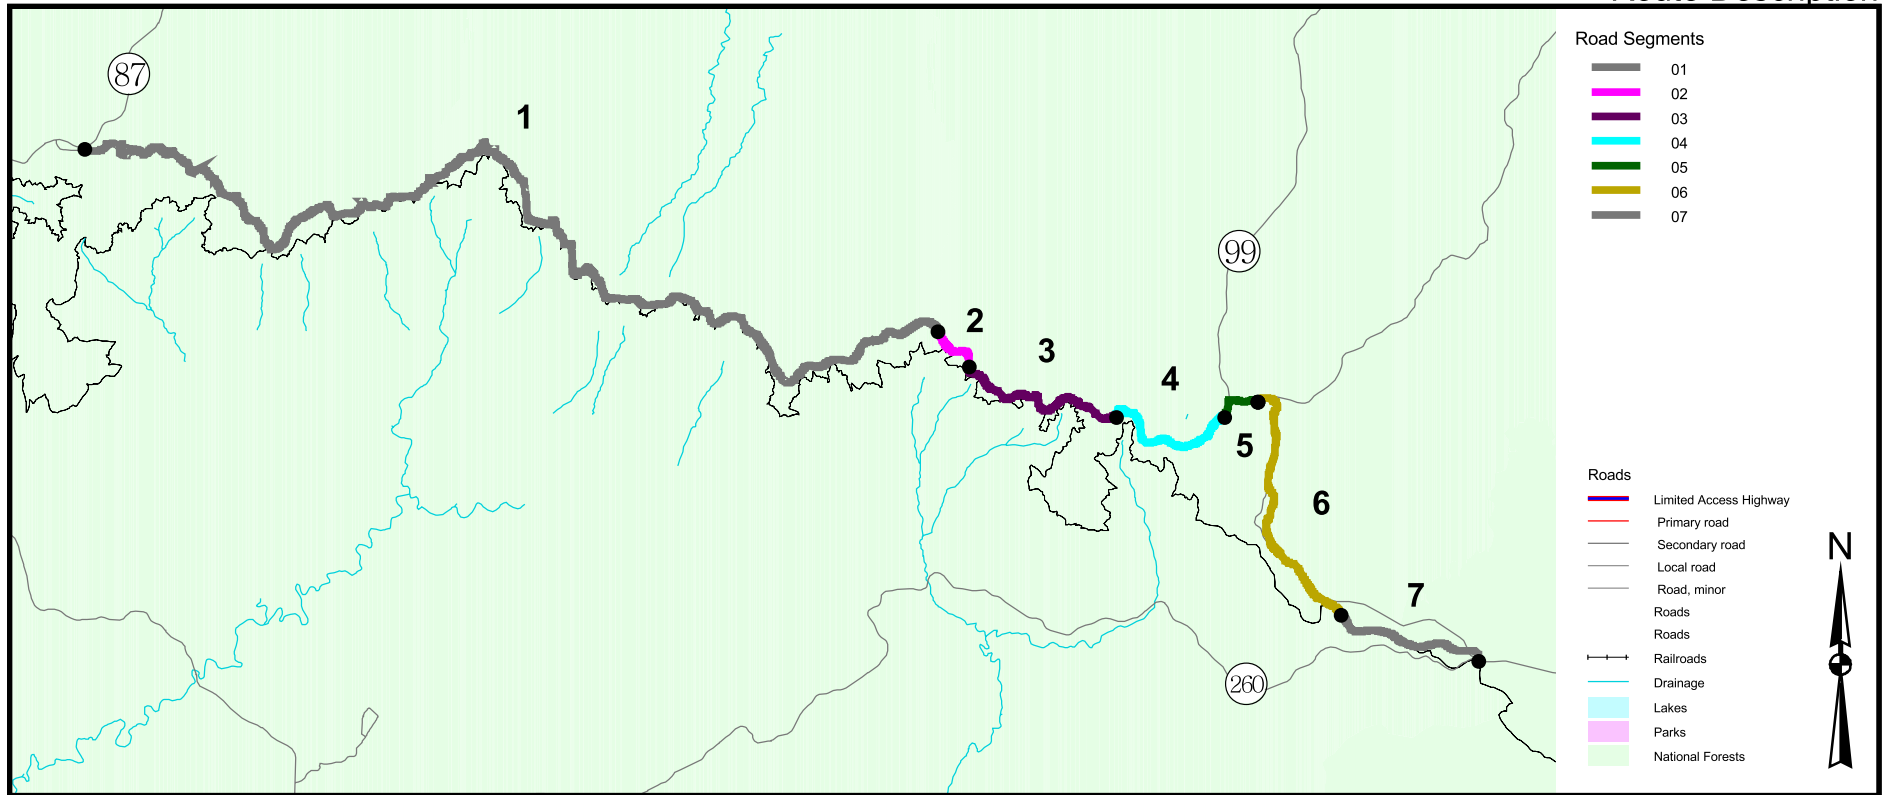 Route Description
87
1
2
3
4
5
6
7
99
260
Road Segments
01
02
03
04
05
06
07
Roads
Limited Access Highway
Primary road
Secondary road
Local road
Road, minor
Roads
Roads
Railroads
Drainage
Lakes
Parks
National Forests
N